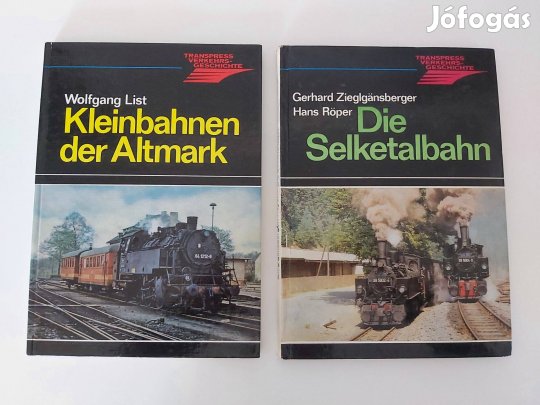 Jófogás
TRANSPRESS
VERKEHRS-
GESCHICHTE
Wolfgang List
Kleinbahnen
der Altmark
TRANSPRESS
VERKEHRS-
GESCHICHTE
Gerhard Zieglgänsberger
Hans Röper
Die
Selketalbahn